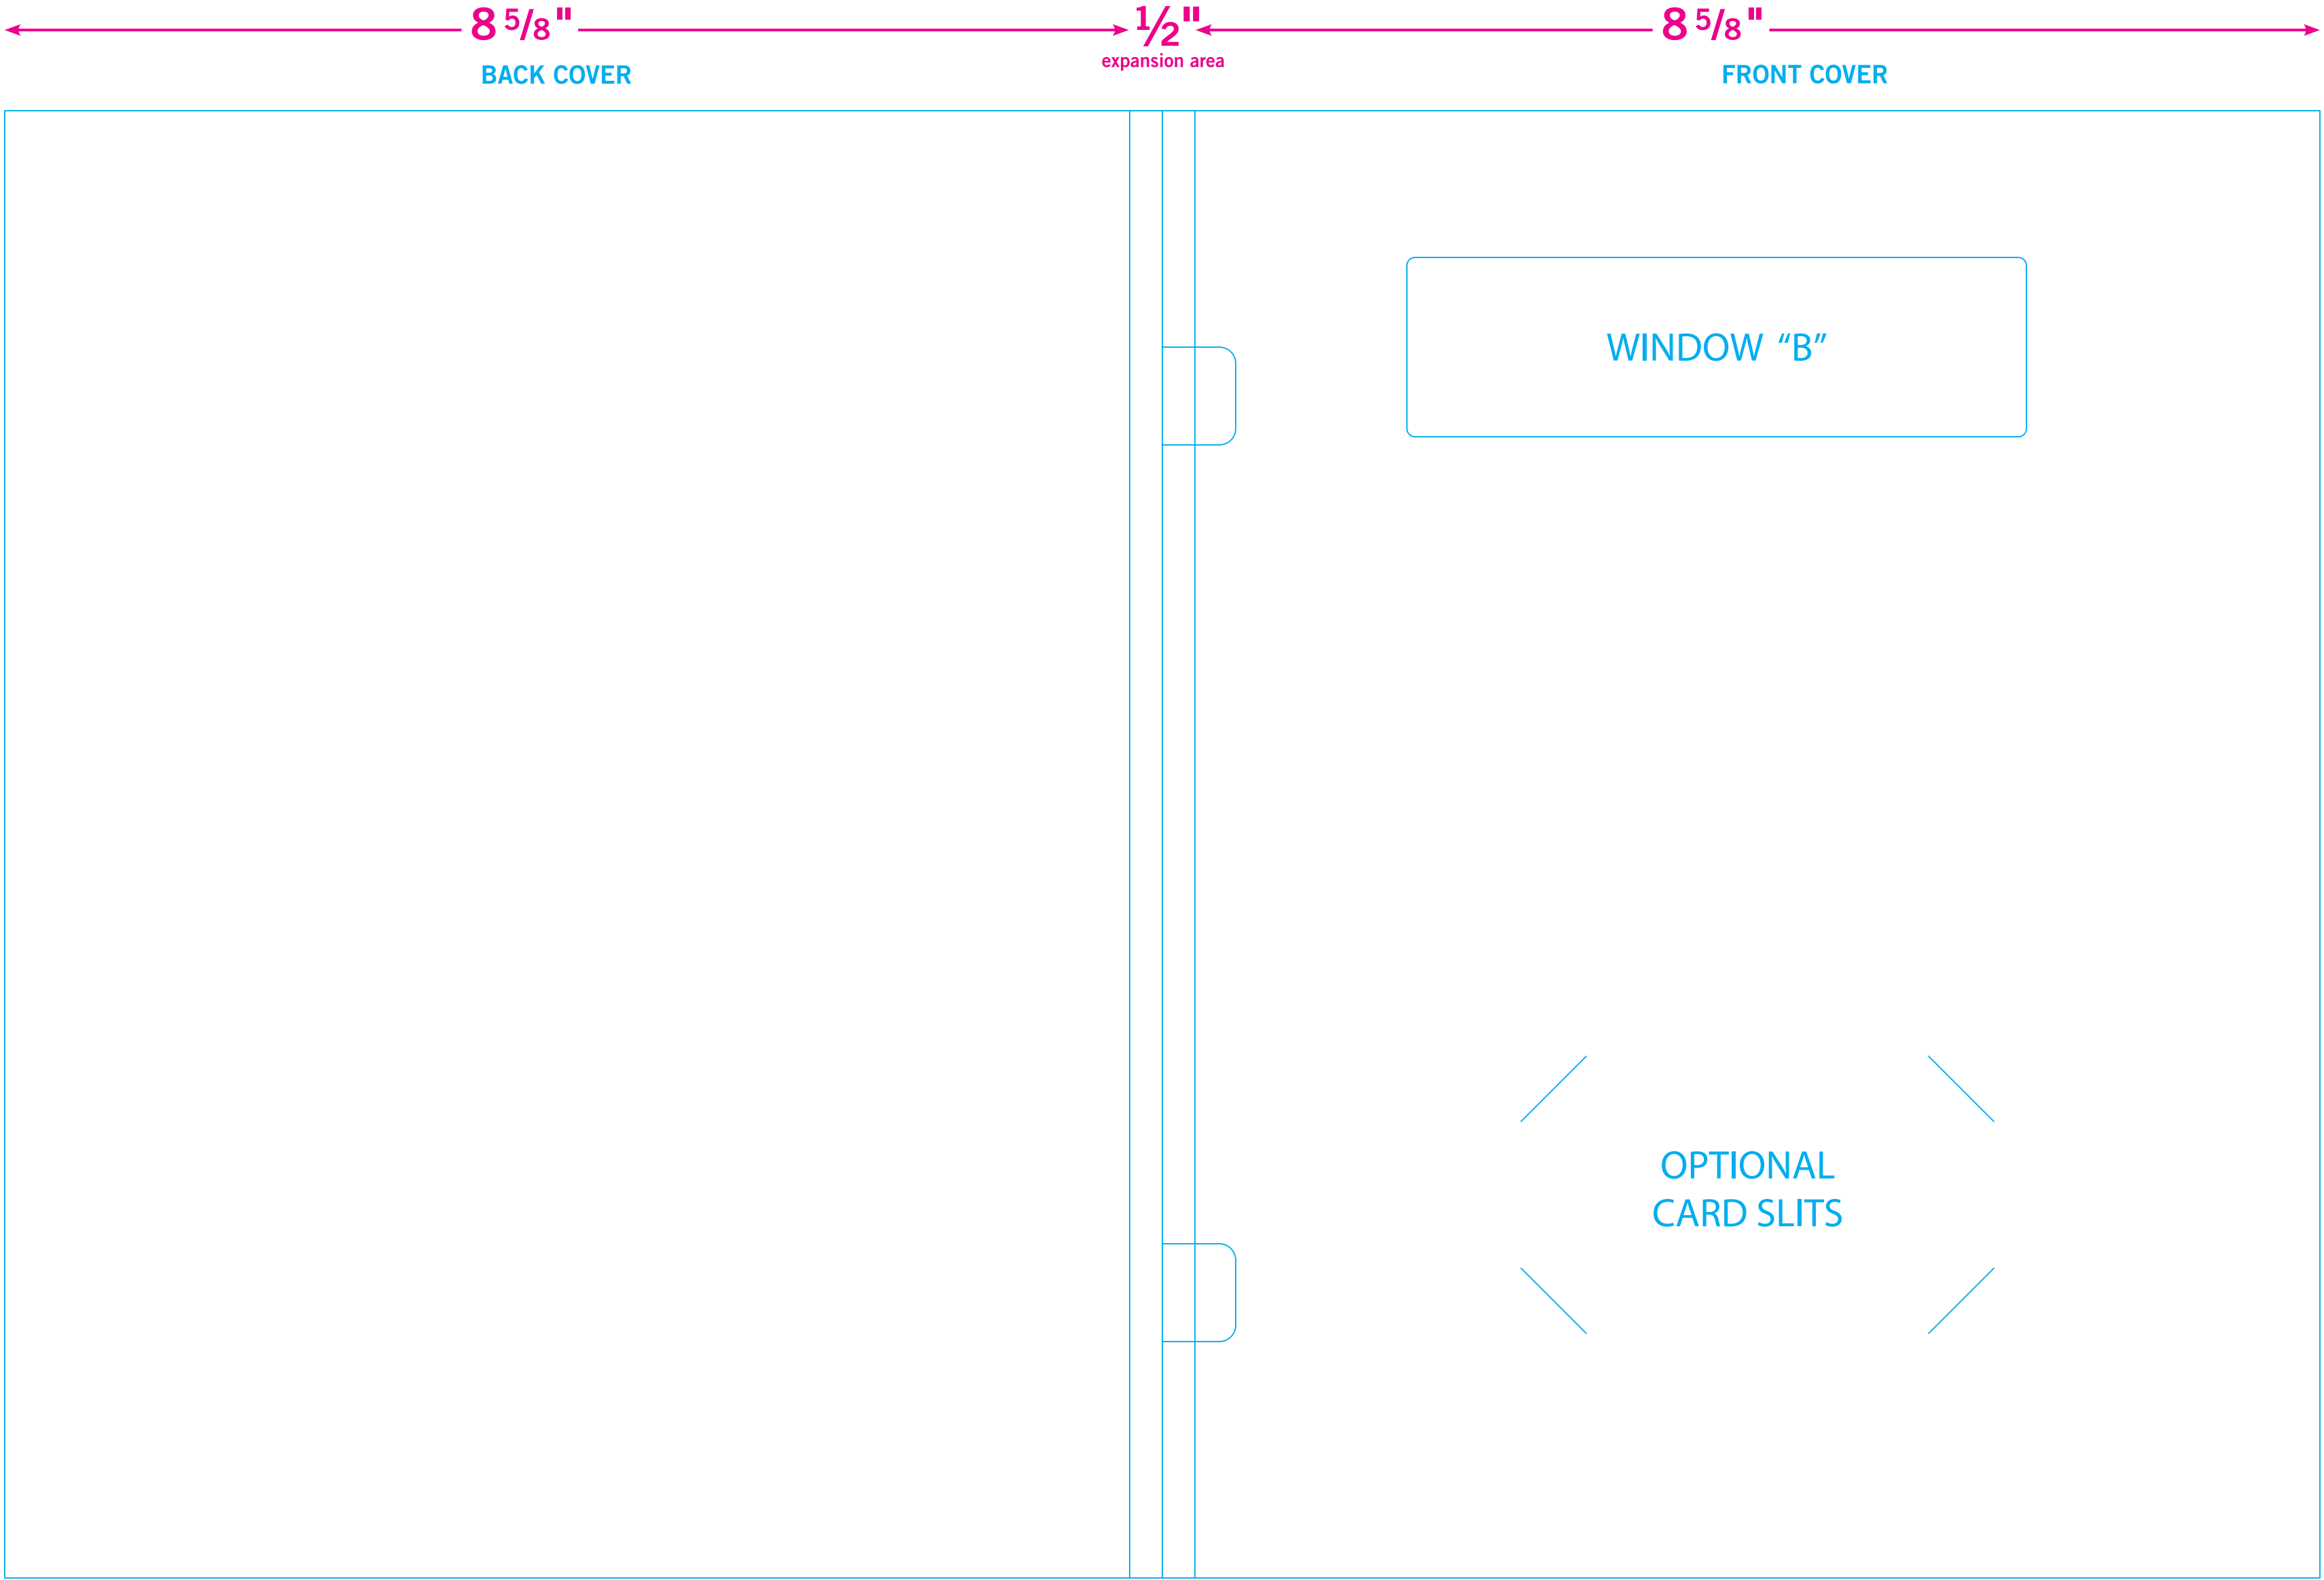 8 5/8" 1/2" 8 5/8"
expansion area
BACK COVER FRONT COVER
WINDOW “B”
OPTIONAL
CARD SLITS